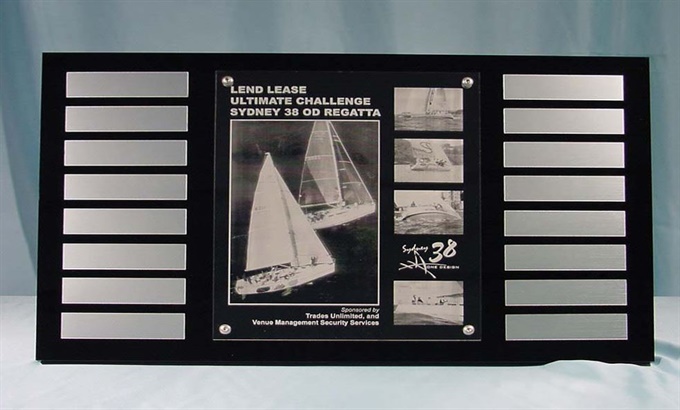 LEND LEASE
ULTIMATE CHALLENGE
SYDNEY 38 OD REGATTA
Sydney 38
ONE DESIGN
Sponsored by
Trades Unlimited, and
Venue Management Security Services